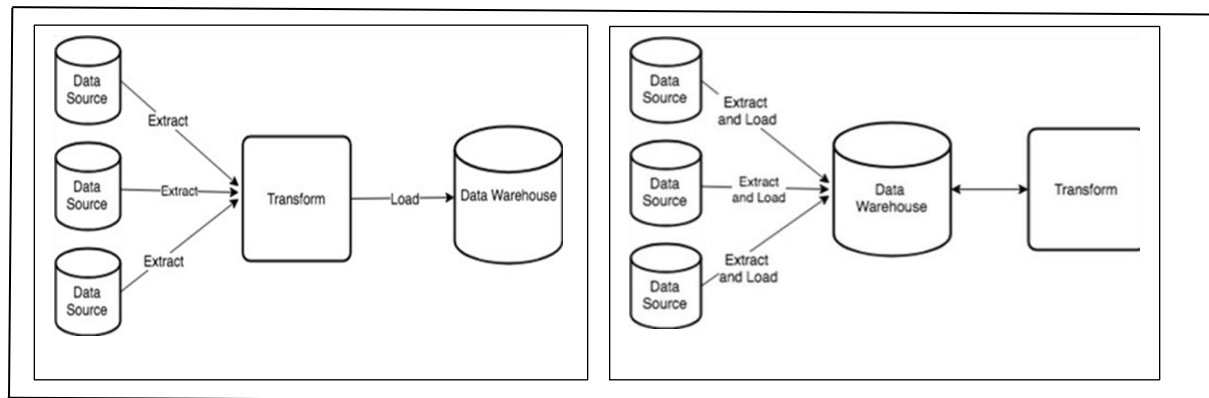 Data
Source
Extract
Data
Source
Extract
Transform
Load
Data Warehouse
Data
Source
Extract
Data
Source
Extract
and Load
Data
Source
Extract
and Load
Data
Warehouse
Transform
Data
Source
Extract
and Load